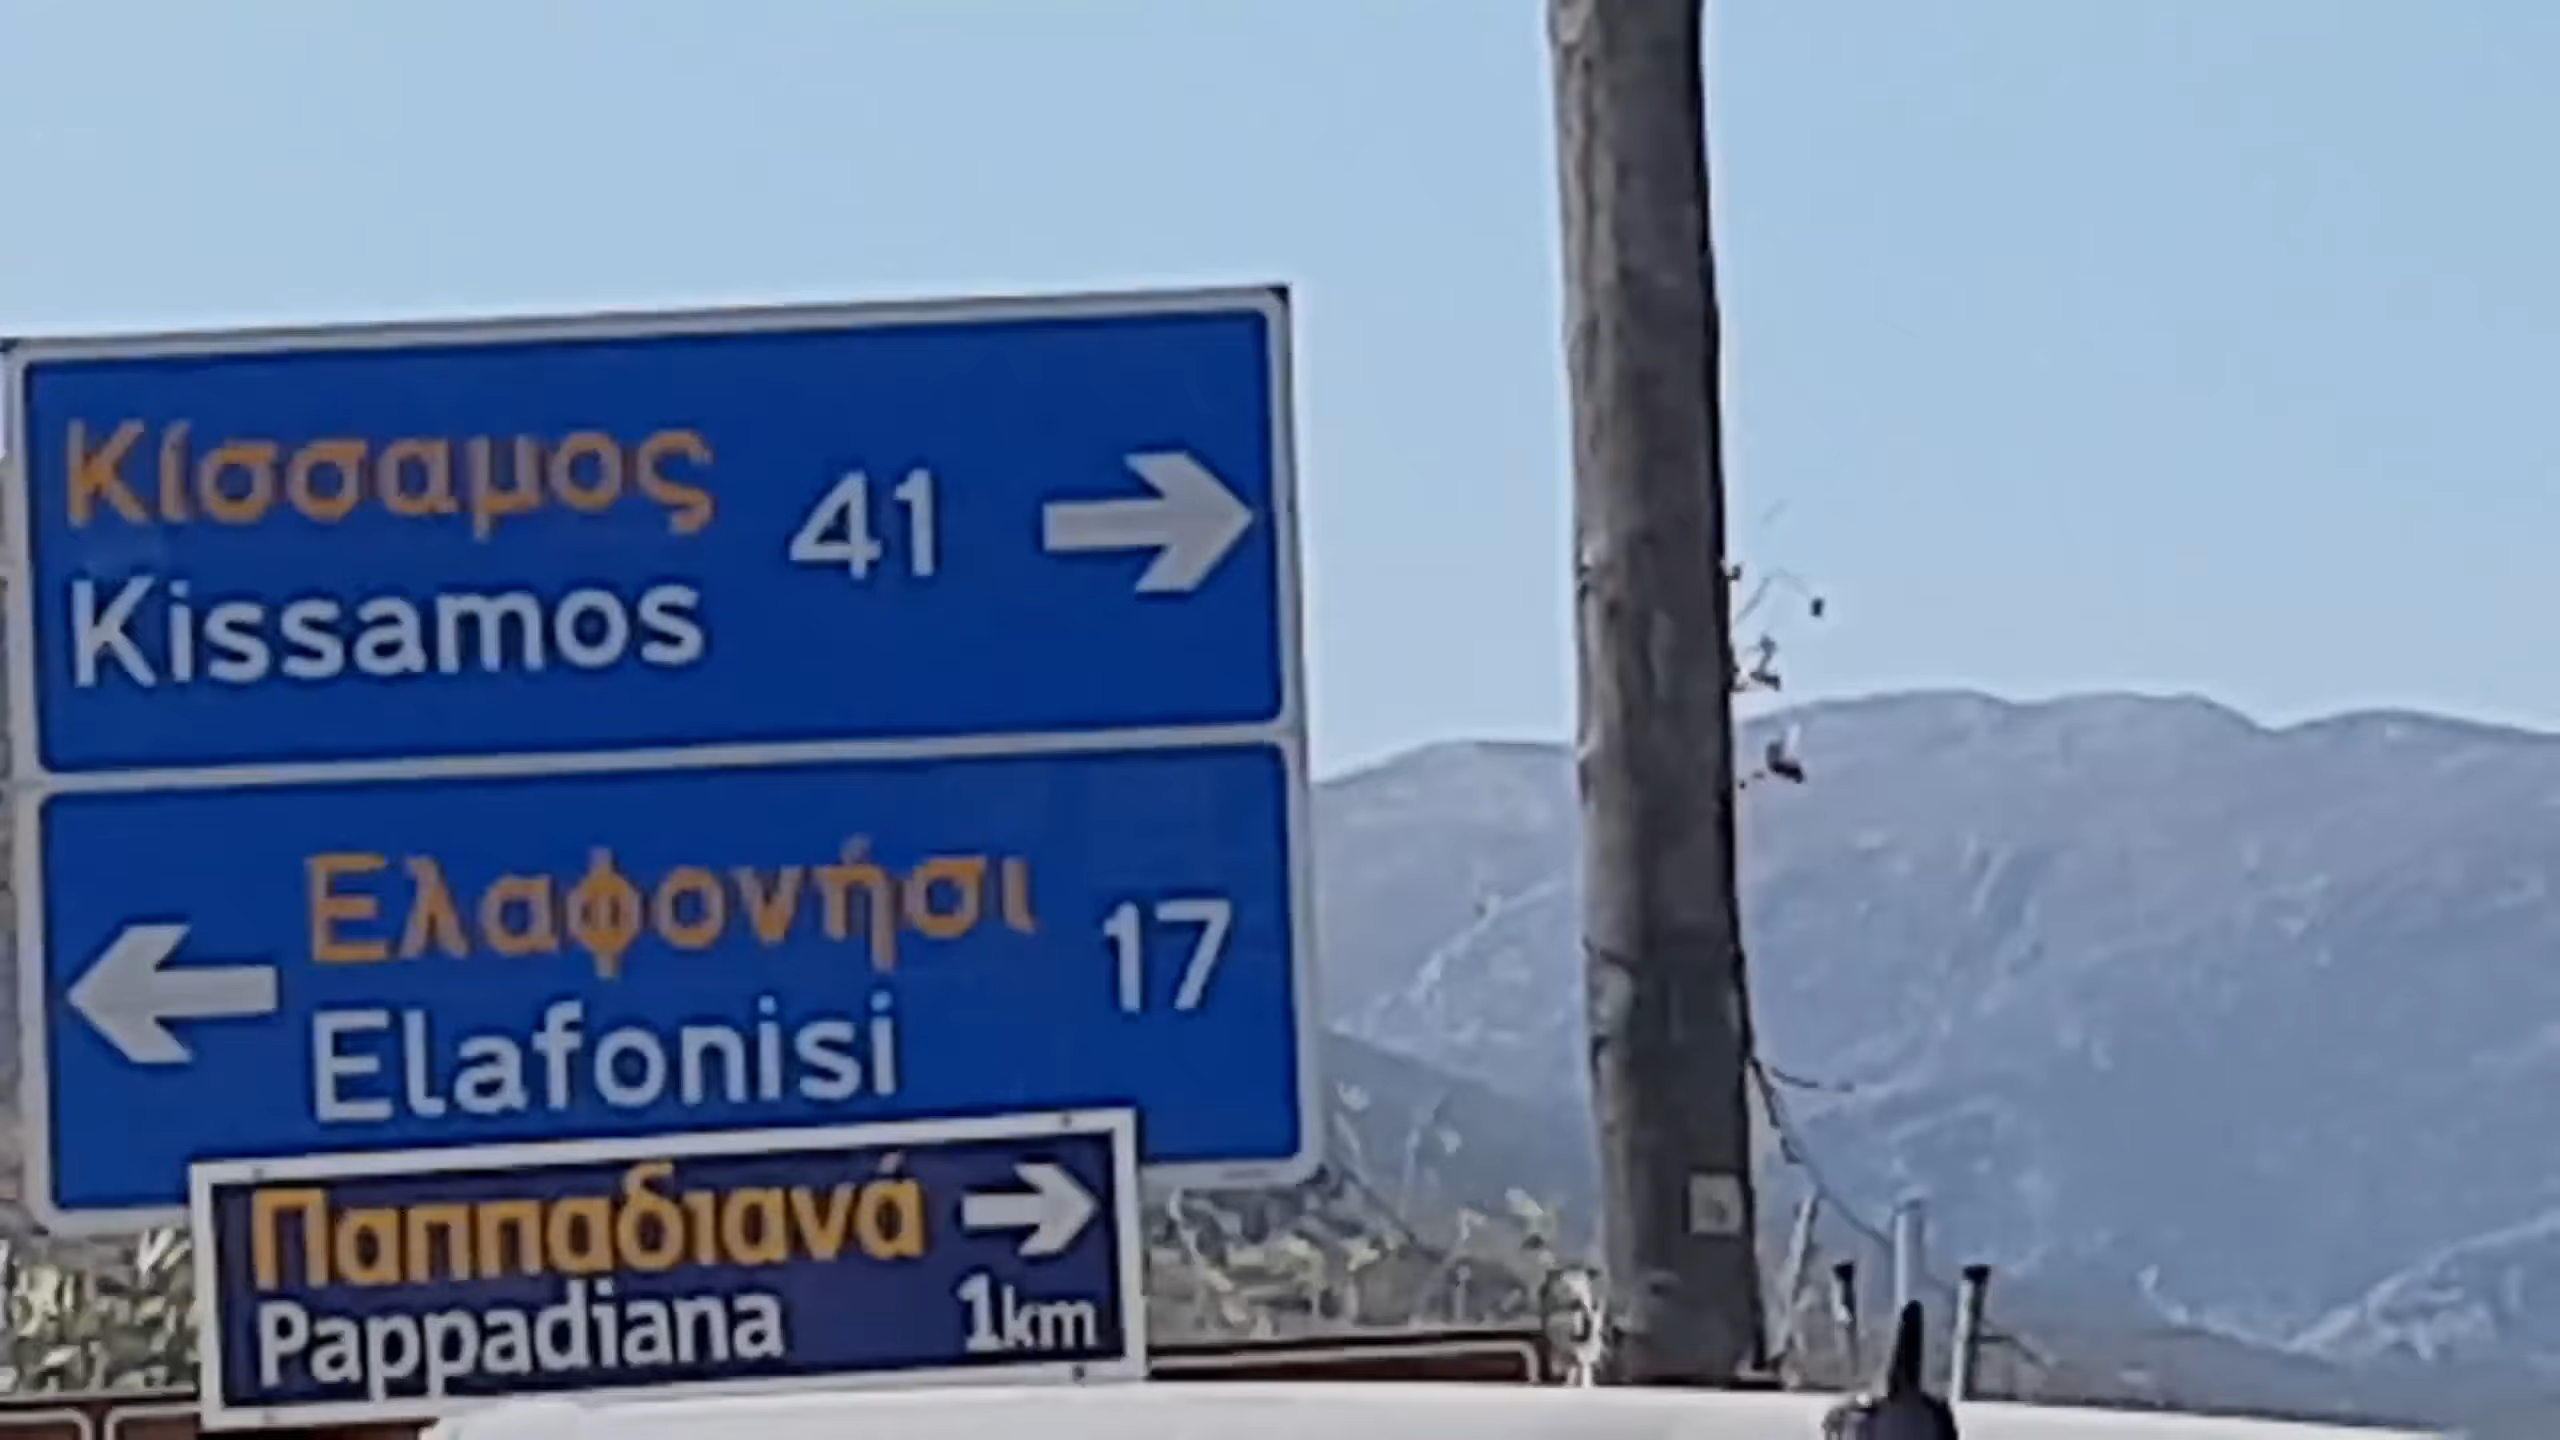 Κίσσαμος 41
Kissamos
Ελαφονήσι 17
Elafonisi
Παππαδιανά
Pappadiana 1km